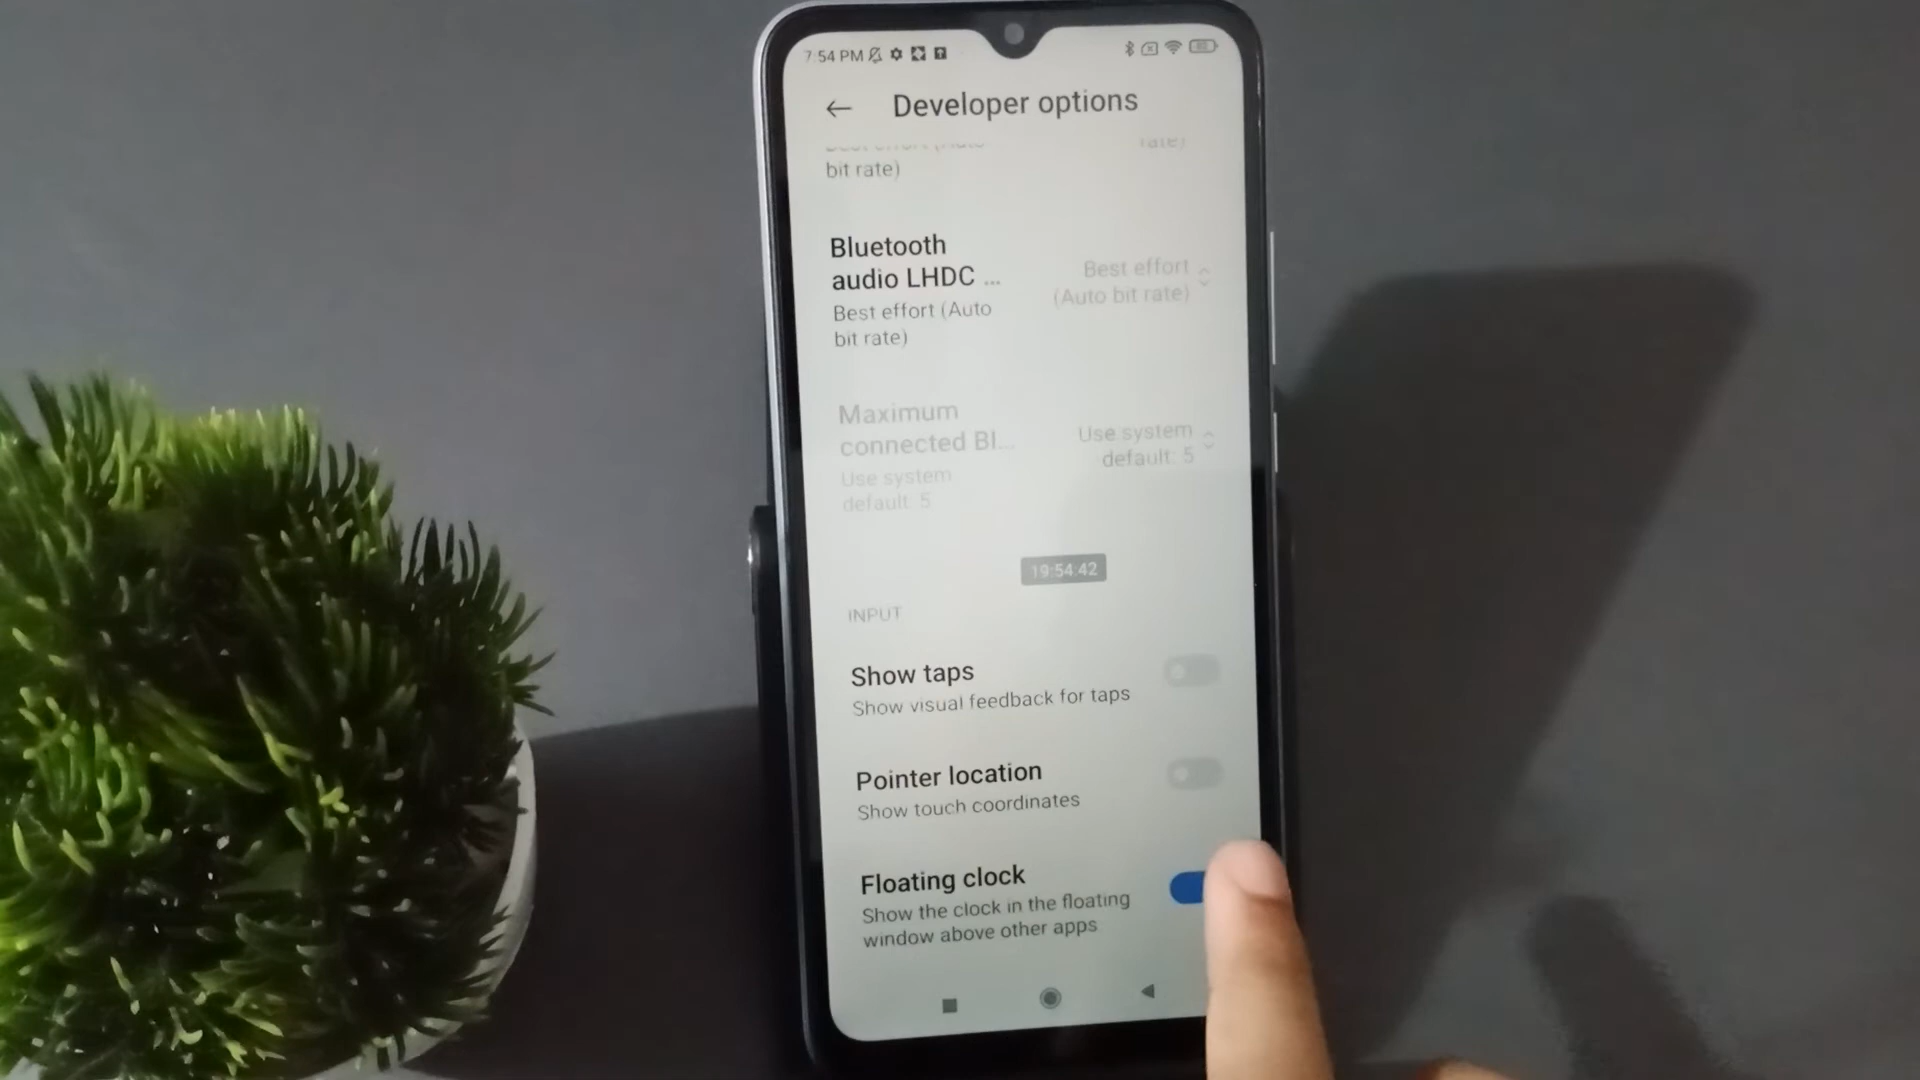 7:54 PM
Developer options
rate)
bit rate)
Bluetooth
audio LHDC ...
Best effort (Auto
bit rate)
Best effort
(Auto bit rate)
Maximum
connected Bl...
Use system
default: 5
Use system
default: 5
19:54:42
INPUT
Show taps
Show visual feedback for taps
Pointer location
Show touch coordinates
Floating clock
Show the clock in the floating
window above other apps